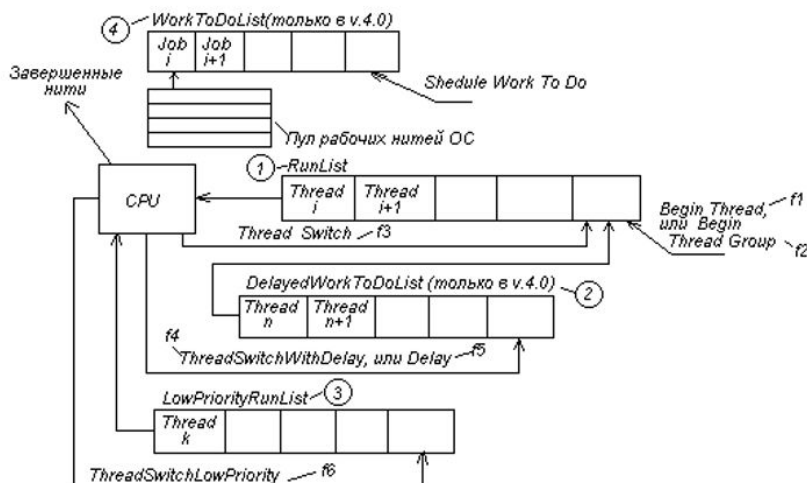 4 WorkToDoList(только в v.4.0)
Job i Job i+1
Завершенные нити
Shedule Work To Do
Пул рабочих нитей ОС
1 RunList
CPU
Thread i Thread i+1
Begin Thread, f1
или Begin
Thread Group f2
Thread Switch f3
DelayedWorkToDoList (только в v.4.0) 2
Thread n Thread n+1
f4
ThreadSwitchWithDelay, или Delay f5
LowPriorityRunList 3
Thread k
ThreadSwitchLowPriority f6